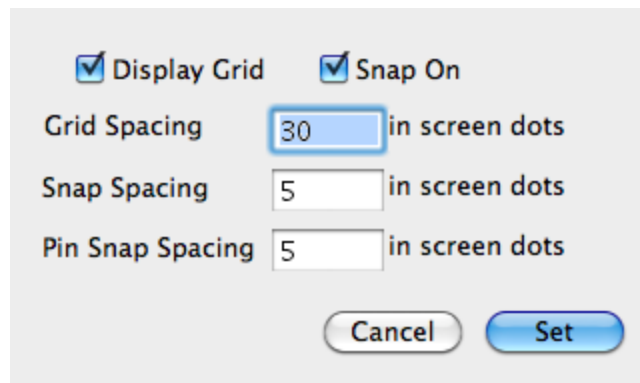 Display Grid Snap On
Grid Spacing 30 in screen dots
Snap Spacing 5 in screen dots
Pin Snap Spacing 5 in screen dots
Cancel Set